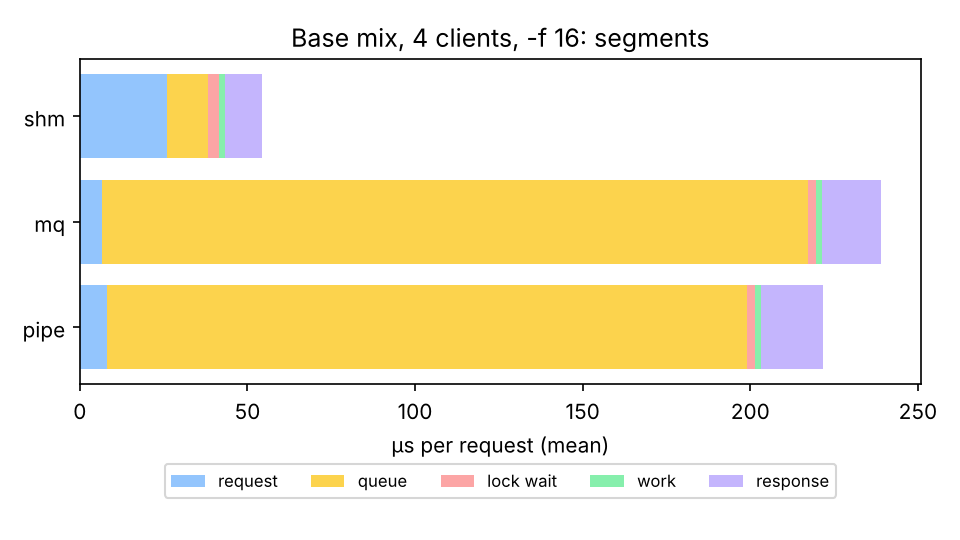 Base mix, 4 clients, -f 16: segments
shm
mq
pipe
0 50 100 150 200 250
µs per request (mean)
request queue lock wait work response